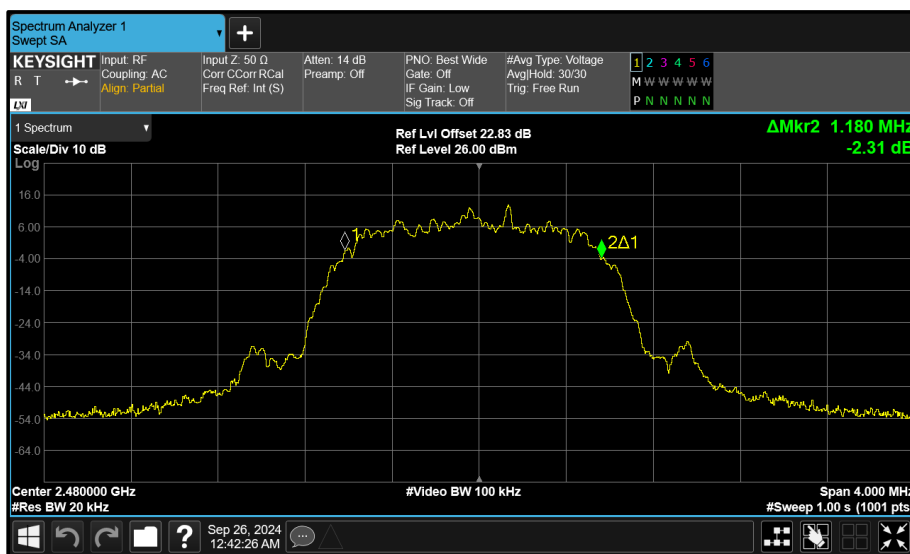 Spectrum Analyzer 1
Swept SA
+
KEYSIGHT
R T
LXI
Input: RF
Coupling: AC
Align: Partial
Input Z: 50 Ω
Corr CCorr RCal
Freq Ref: Int (S)
Atten: 14 dB
Preamp: Off
PNO: Best Wide
Gate: Off
IF Gain: Low
Sig Track: Off
#Avg Type: Voltage
Avg|Hold: 30/30
Trig: Free Run
1 2 3 4 5 6
M W W W W W
P N N N N N
1 Spectrum
Scale/Div 10 dB
Log
Ref Lvl Offset 22.83 dB
Ref Level 26.00 dBm
ΔMkr2 1.180 MHz
-2.31 dB
16.0
6.00
-4.00
-14.0
-24.0
-34.0
-44.0
-54.0
-64.0
1
2Δ1
Center 2.480000 GHz
#Res BW 20 kHz
#Video BW 100 kHz
Span 4.000 MHz
#Sweep 1.00 s (1001 pts
?
Sep 26, 2024
12:42:26 AM